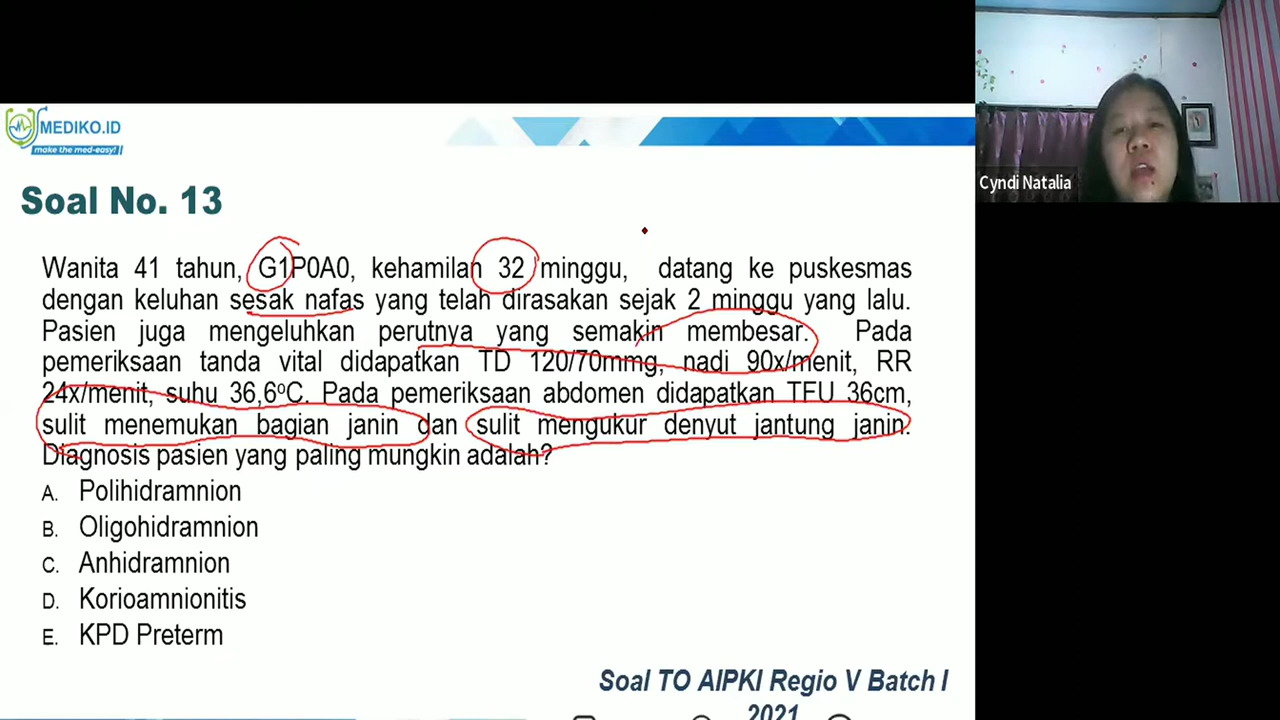 MEDIKO.ID
make the med-easy!
Soal No. 13
Cyndi Natalia
Wanita 41 tahun, G1P0A0, kehamilan 32 minggu, datang ke puskesmas
dengan keluhan sesak nafas yang telah dirasakan sejak 2 minggu yang lalu.
Pasien juga mengeluhkan perutnya yang semakin membesar. Pada
pemeriksaan tanda vital didapatkan TD 120/70mmg, nadi 90x/menit, RR
24x/menit, suhu 36,6ºC. Pada pemeriksaan abdomen didapatkan TFU 36cm,
sulit menemukan bagian janin dan sulit mengukur denyut jantung janin.
Diagnosis pasien yang paling mungkin adalah?
A. Polihidramnion
B. Oligohidramnion
C. Anhidramnion
D. Korioamnionitis
E. KPD Preterm
Soal TO AIPKI Regio V Batch I
2021